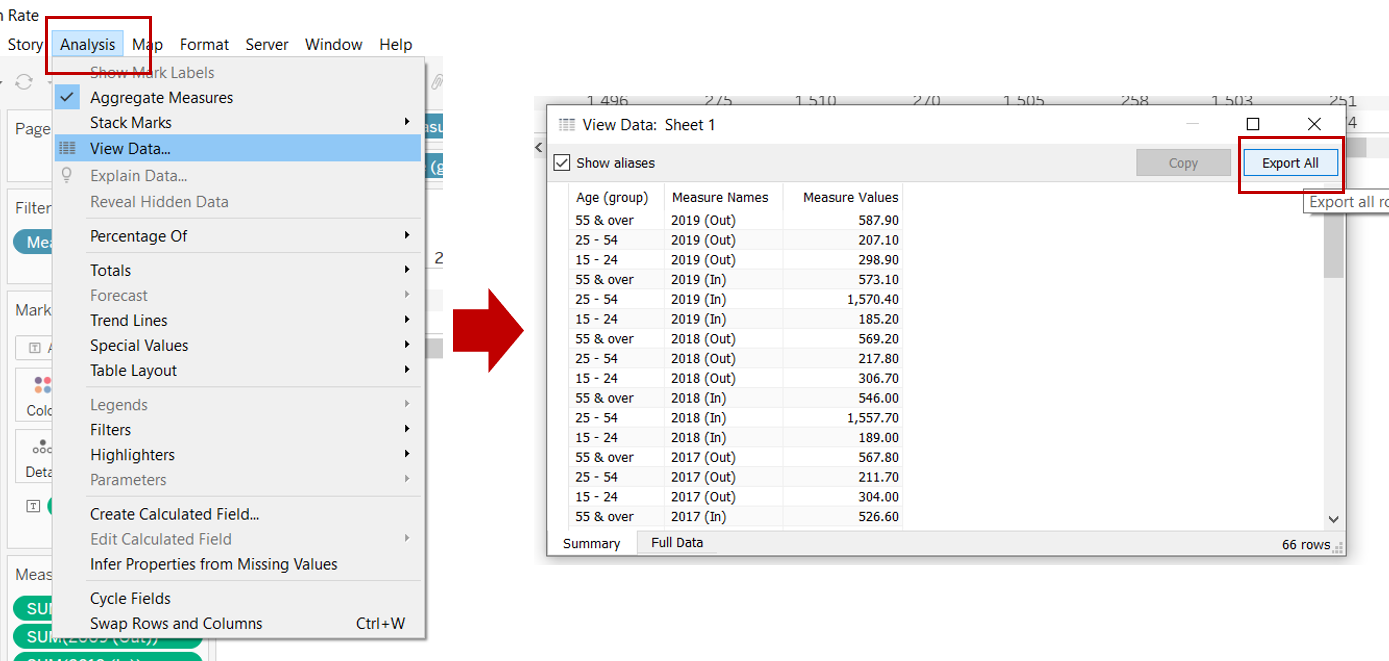 n Rate
Story Analysis Map Format Server Window Help
Show Mark Labels
Aggregate Measures
Stack Marks
View Data...
Explain Data...
Reveal Hidden Data
Percentage Of
Totals
Forecast
Trend Lines
Special Values
Table Layout
Legends
Filters
Highlighters
Parameters
Create Calculated Field...
Edit Calculated Field
Infer Properties from Missing Values
Cycle Fields
Swap Rows and Columns Ctrl+W
Page
Filter
Mea
Mark
T A
Colo
Deta
T
Meas
SUM
SUM(2009 (Out))
asu
(g
2
1,496 275 1,510 270 1,505 258 1,503 251
74
View Data: Sheet 1
Show aliases Copy Export All
Export all ro
Age (group) Measure Names Measure Values
55 & over 2019 (Out) 587.90
25 - 54 2019 (Out) 207.10
15 - 24 2019 (Out) 298.90
55 & over 2019 (In) 573.10
25 - 54 2019 (In) 1,570.40
15 - 24 2019 (In) 185.20
55 & over 2018 (Out) 569.20
25 - 54 2018 (Out) 217.80
15 - 24 2018 (Out) 306.70
55 & over 2018 (In) 546.00
25 - 54 2018 (In) 1,557.70
15 - 24 2018 (In) 189.00
55 & over 2017 (Out) 567.80
25 - 54 2017 (Out) 211.70
15 - 24 2017 (Out) 304.00
55 & over 2017 (In) 526.60
Summary Full Data 66 rows